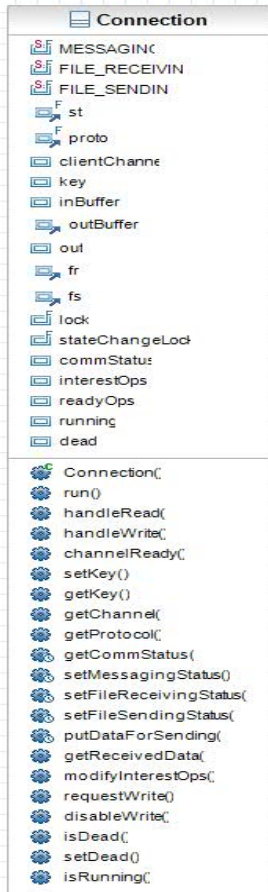 Connection
MESSAGING
FILE_RECEIVIN
FILE_SENDIN
st
proto
clientChanne
key
inBuffer
outBuffer
out
fr
fs
lock
stateChangeLock
commStatus
interestOps
readyOps
running
dead
Connection(
run()
handleRead(
handleWrite(
channelReady(
setKey()
getKey()
getChannel(
getProtocol(
getCommStatus(
setMessagingStatus()
setFileReceivingStatus(
setFileSendingStatus(
putDataForSending(
getReceivedData(
modifyInterestOps(
requestWrite()
disableWrite(
isDead(
setDead()
isRunning(